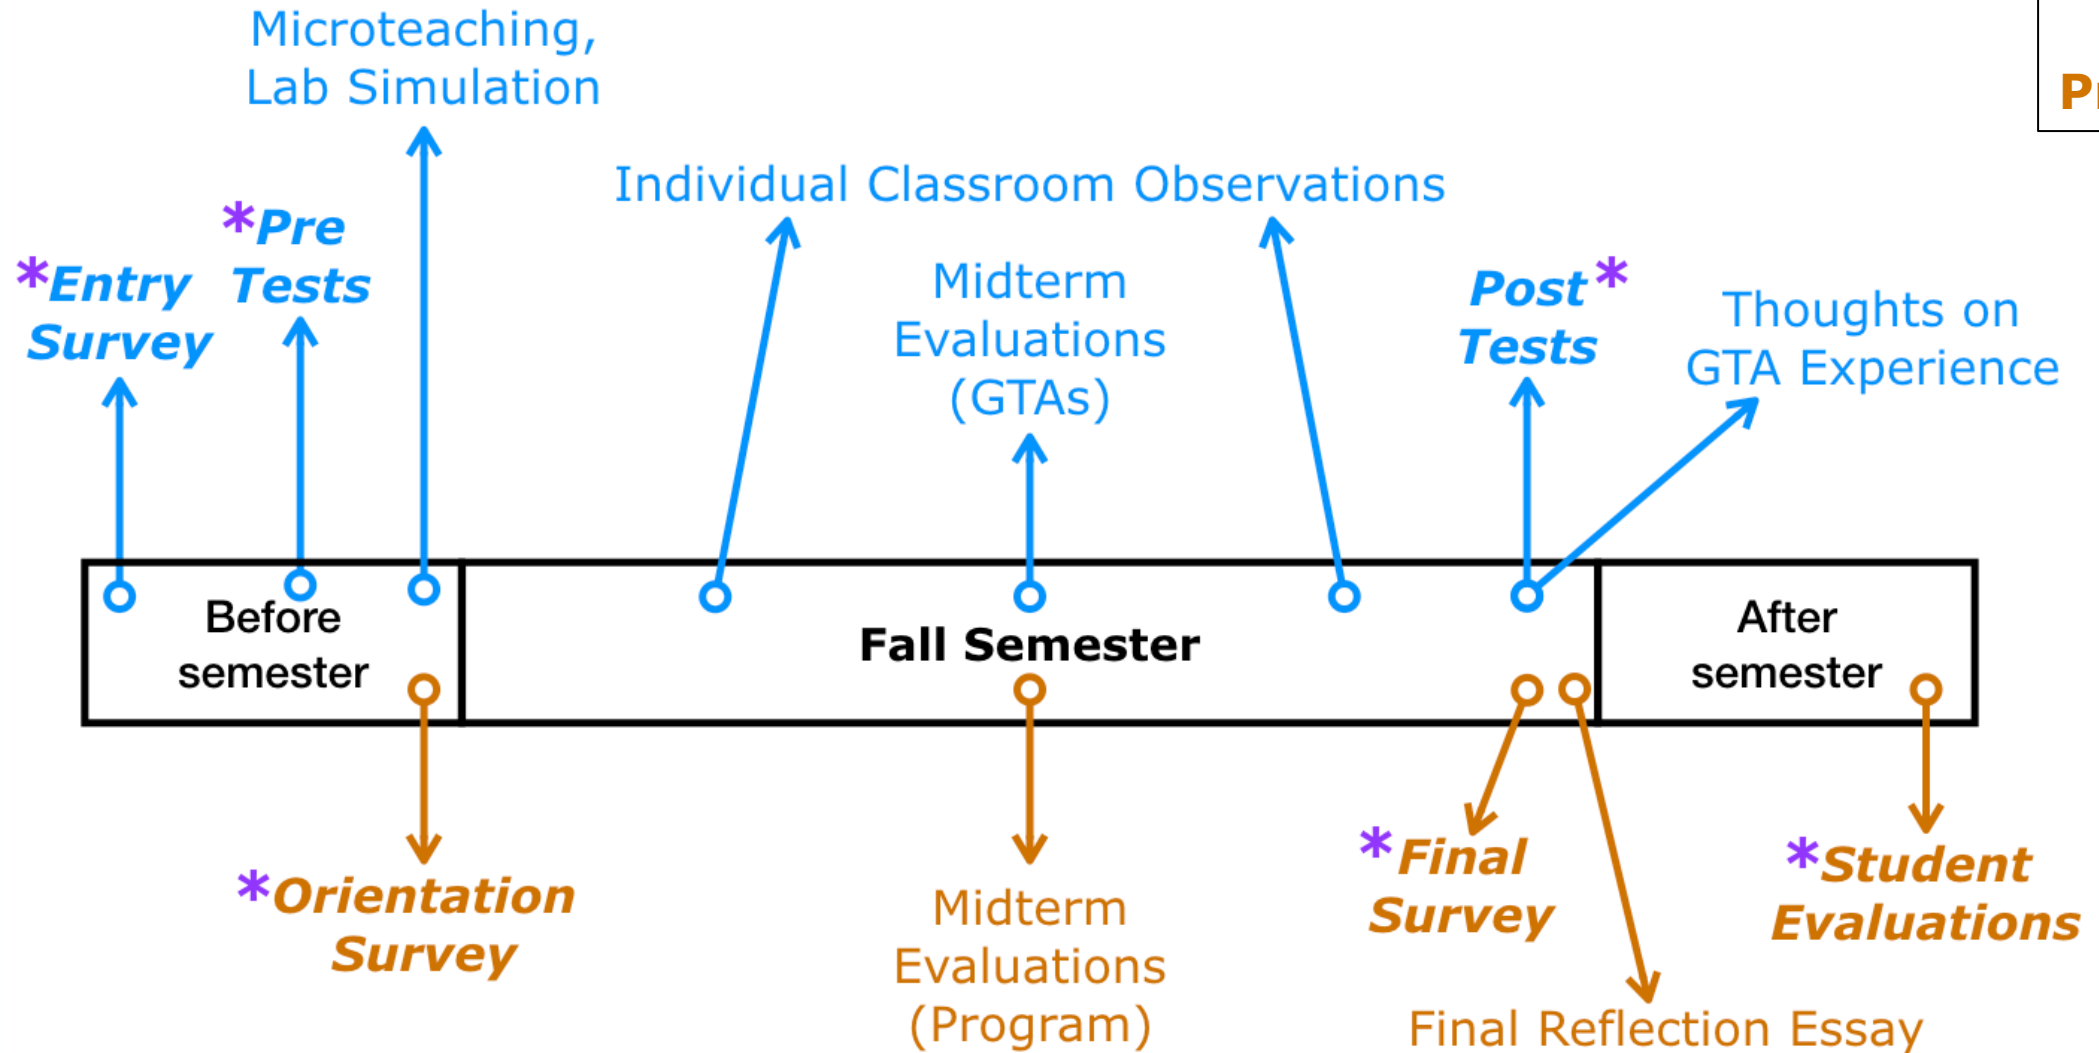 Microteaching,
Lab Simulation
Individual Classroom Observations
*Pre
Tests
*Entry
Survey
Midterm
Evaluations
(GTAs)
Post*
Tests
Thoughts on
GTA Experience
Before
semester
Fall Semester
After
semester
*Orientation
Survey
Midterm
Evaluations
(Program)
*Final
Survey
*Student
Evaluations
Final Reflection Essay